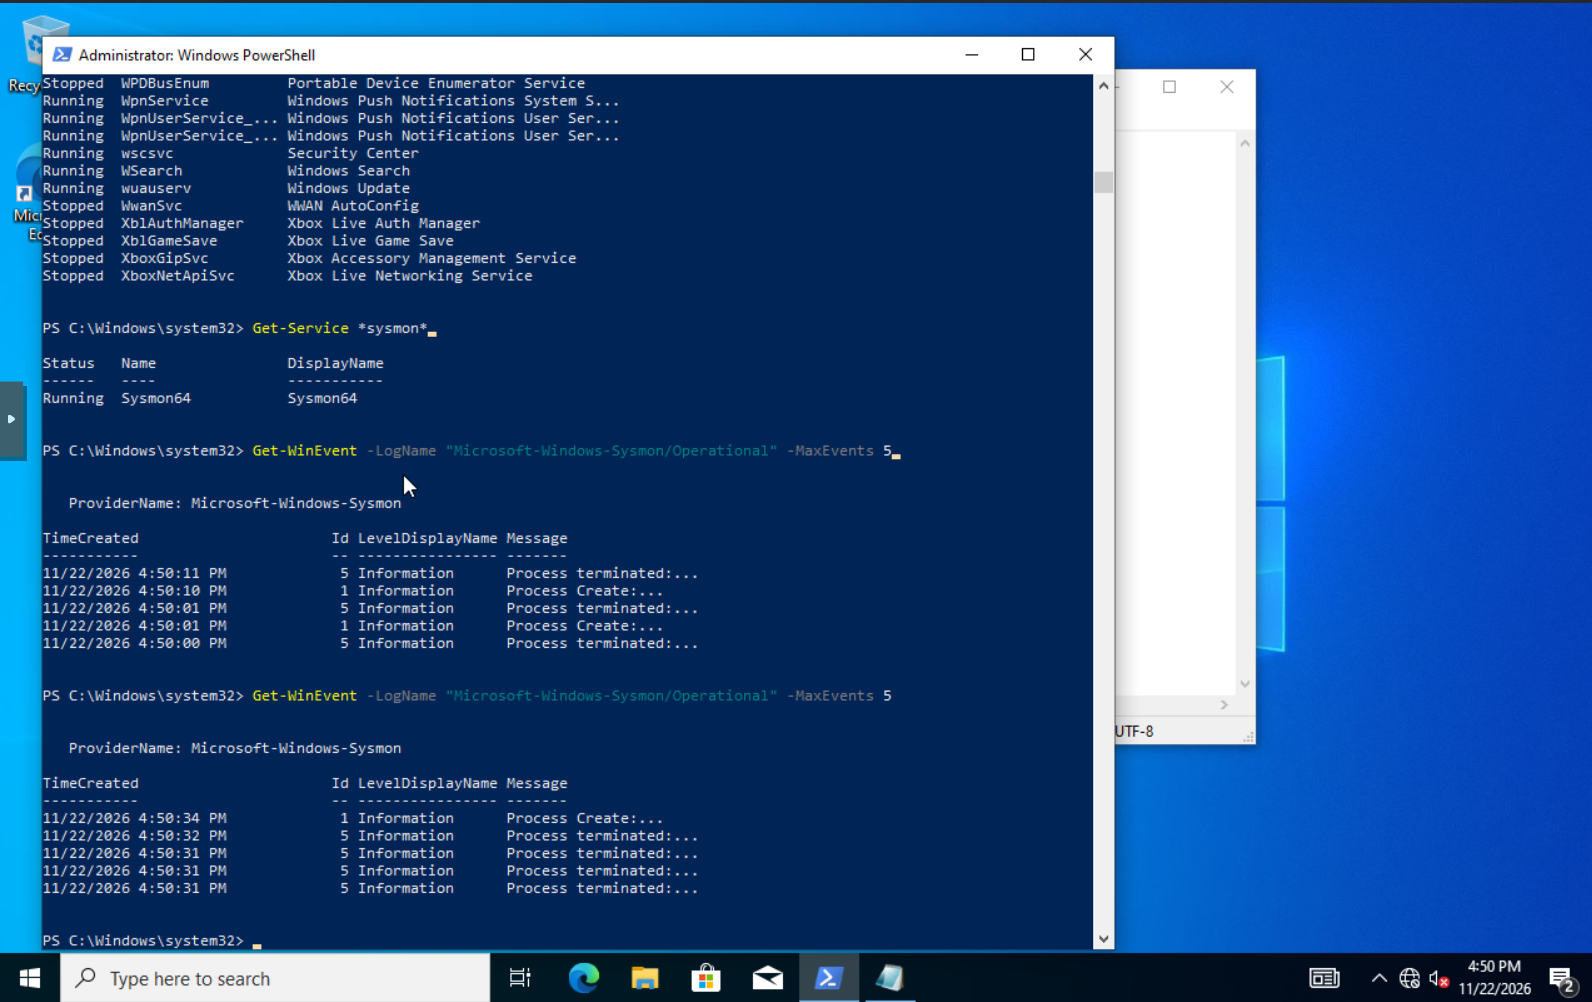 Administrator: Windows PowerShell
Recy
Micr
Ed
Stopped WPDBusEnum Portable Device Enumerator Service
Running WpnService Windows Push Notifications System S...
Running WpnUserService_... Windows Push Notifications User Ser...
Running WpnUserService_... Windows Push Notifications User Ser...
Running wscsvc Security Center
Running WSearch Windows Search
Running wuauserv Windows Update
Stopped WwanSvc WWAN AutoConfig
Stopped XblAuthManager Xbox Live Auth Manager
Stopped XblGameSave Xbox Live Game Save
Stopped XboxGipSvc Xbox Accessory Management Service
Stopped XboxNetApiSvc Xbox Live Networking Service
PS C:\Windows\system32> Get-Service *sysmon*
Status Name DisplayName
------ ---- -----------
Running Sysmon64 Sysmon64
PS C:\Windows\system32> Get-WinEvent -LogName "Microsoft-Windows-Sysmon/Operational" -MaxEvents 5
ProviderName: Microsoft-Windows-Sysmon
TimeCreated Id LevelDisplayName Message
----------- -- ---------------- -------
11/22/2026 4:50:11 PM 5 Information Process terminated:...
11/22/2026 4:50:10 PM 1 Information Process Create:...
11/22/2026 4:50:01 PM 5 Information Process terminated:...
11/22/2026 4:50:01 PM 1 Information Process Create:...
11/22/2026 4:50:00 PM 5 Information Process terminated:...
PS C:\Windows\system32> Get-WinEvent -LogName "Microsoft-Windows-Sysmon/Operational" -MaxEvents 5
ProviderName: Microsoft-Windows-Sysmon
TimeCreated Id LevelDisplayName Message
----------- -- ---------------- -------
11/22/2026 4:50:34 PM 1 Information Process Create:...
11/22/2026 4:50:32 PM 5 Information Process terminated:...
11/22/2026 4:50:31 PM 5 Information Process terminated:...
11/22/2026 4:50:31 PM 5 Information Process terminated:...
11/22/2026 4:50:31 PM 5 Information Process terminated:...
PS C:\Windows\system32>
UTF-8
Type here to search
4:50 PM
11/22/2026
2